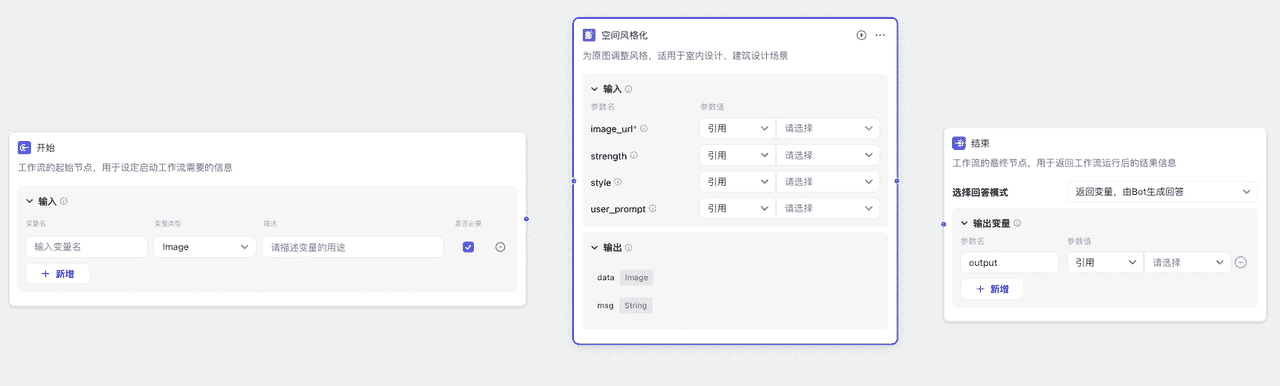 开始
工作流的起始节点，用于设定启动工作流需要的信息
输入
变量名 变量类型 描述 是否必要
输入变量名 Image 请描述变量的用途
+ 新增
空间风格化
为原图调整风格，适用于室内设计、建筑设计场景
输入
参数名 参数值
image_url* 引用 请选择
strength 引用 请选择
style 引用 请选择
user_prompt 引用 请选择
输出
data Image
msg String
结束
工作流的最终节点，用于返回工作流运行后的结果信息
选择回答模式 返回变量，由Bot生成回答
输出变量
参数名 参数值
output 引用 请选择
+ 新增